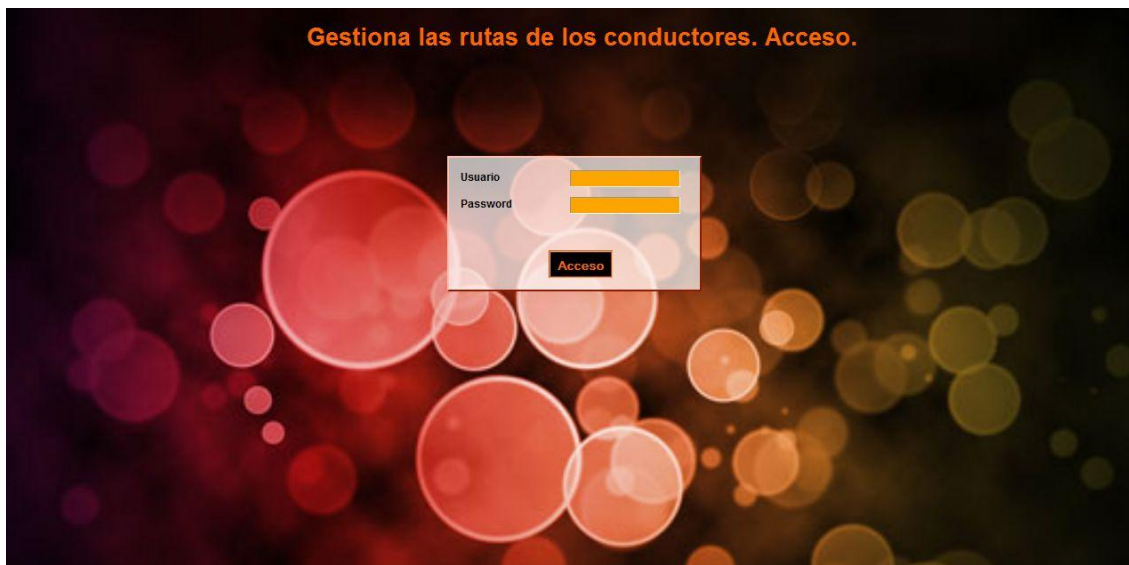 Gestiona las rutas de los conductores. Acceso.
Usuario
Password
Acceso